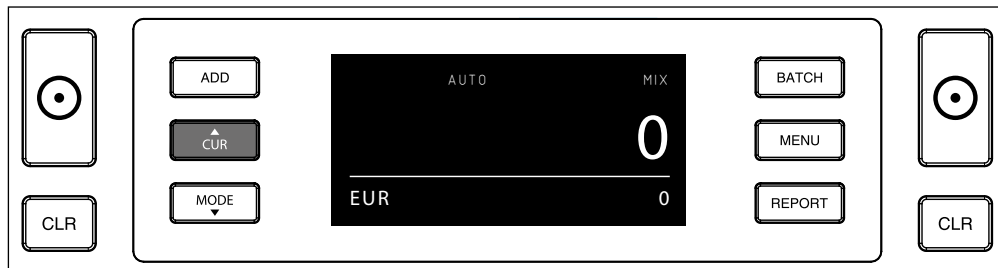 ADD
CUR
MODE
CLR
AUTO MIX
0
EUR 0
BATCH
MENU
REPORT
CLR